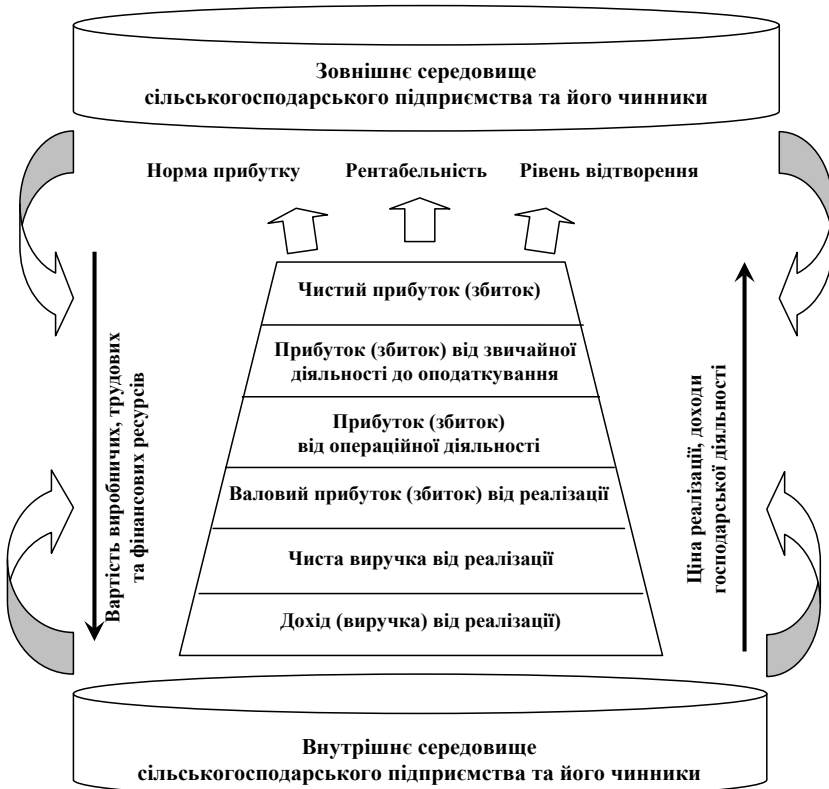 Зовнішнє середовище
сільськогосподарського підприємства та його чинники
Норма прибутку
Рентабельність
Рівень відтворення
Чистий прибуток (збиток)
Прибуток (збиток) від звичайної
діяльності до оподаткування
Прибуток (збиток)
від операційної діяльності
Валовий прибуток (збиток) від реалізації
Чиста виручка від реалізації
Дохід (виручка) від реалізації)
Вартість виробничих, трудових
та фінансових ресурсів
Ціна реалізації, доходи
господарської діяльності
Внутрішнє середовище
сільськогосподарського підприємства та його чинники